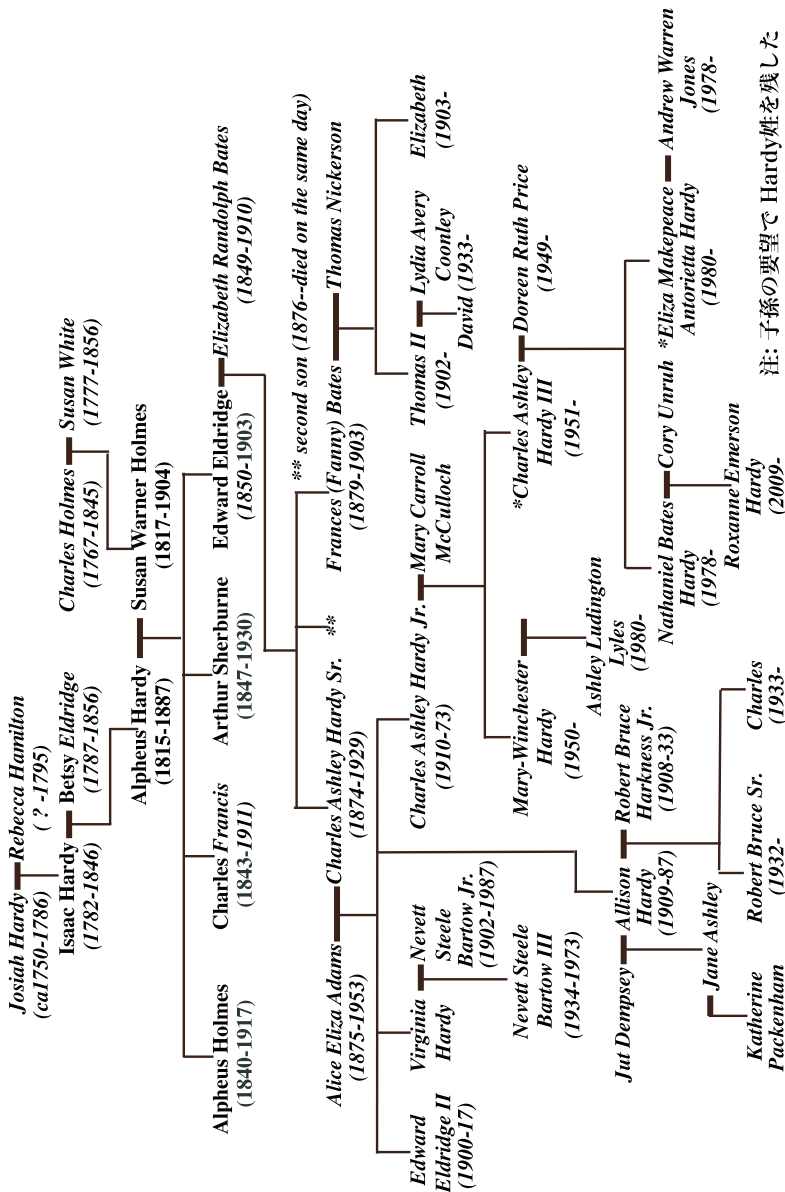 Josiah Hardy Rebecca Hamilton
(ca1750-1786) ( ? -1795)
Isaac Hardy Betsy Eldridge
(1782-1846) (1787-1856)
Charles Holmes Susan White
(1767-1845) (1777-1856)
Alpheus Hardy Susan Warner Holmes
(1815-1887) (1817-1904)
Alpheus Holmes
(1840-1917)
Charles Francis
(1843-1911)
Arthur Sherburne
(1847-1930)
Edward Eldridge Elizabeth Randolph Bates
(1850-1903) (1849-1910)
** second son (1876--died on the same day)
Alice Eliza Adams Charles Ashley Hardy Sr.
(1875-1953) (1874-1929)
**
Frances (Fanny) Bates Thomas Nickerson
(1879-1903)
Edward
Eldridge II
(1900-17)
Virginia
Hardy
Nevett
Steele
Bartow Jr.
(1902-1987)
Charles Ashley Hardy Jr.
(1910-73)
Mary Carroll
McCulloch
Thomas II
(1902-
Lydia Avery
Coonley
David (1933-
Elizabeth
(1903-
Nevett Steele
Bartow III
(1934-1973)
Mary-Winchester
Hardy
(1950-
*Charles Ashley
Hardy III
(1951-
Doreen Ruth Price
(1949-
Ashley Ludington
Lyles
(1980-
Jut Dempsey
Allison
Hardy
(1909-87)
Robert Bruce
Harkness Jr.
(1908-33)
Nathaniel Bates
Hardy
(1978-
Cory Unruh
*Eliza Makepeace
Antorietta Hardy
(1980-
Andrew Warren
Jones
(1978-
Jane Ashley
Roxanne Emerson
Hardy
(2009-
Katherine
Packenham
Robert Bruce Sr.
(1932-
Charles
(1933-
注: 子孫の要望で Hardy姓を残した